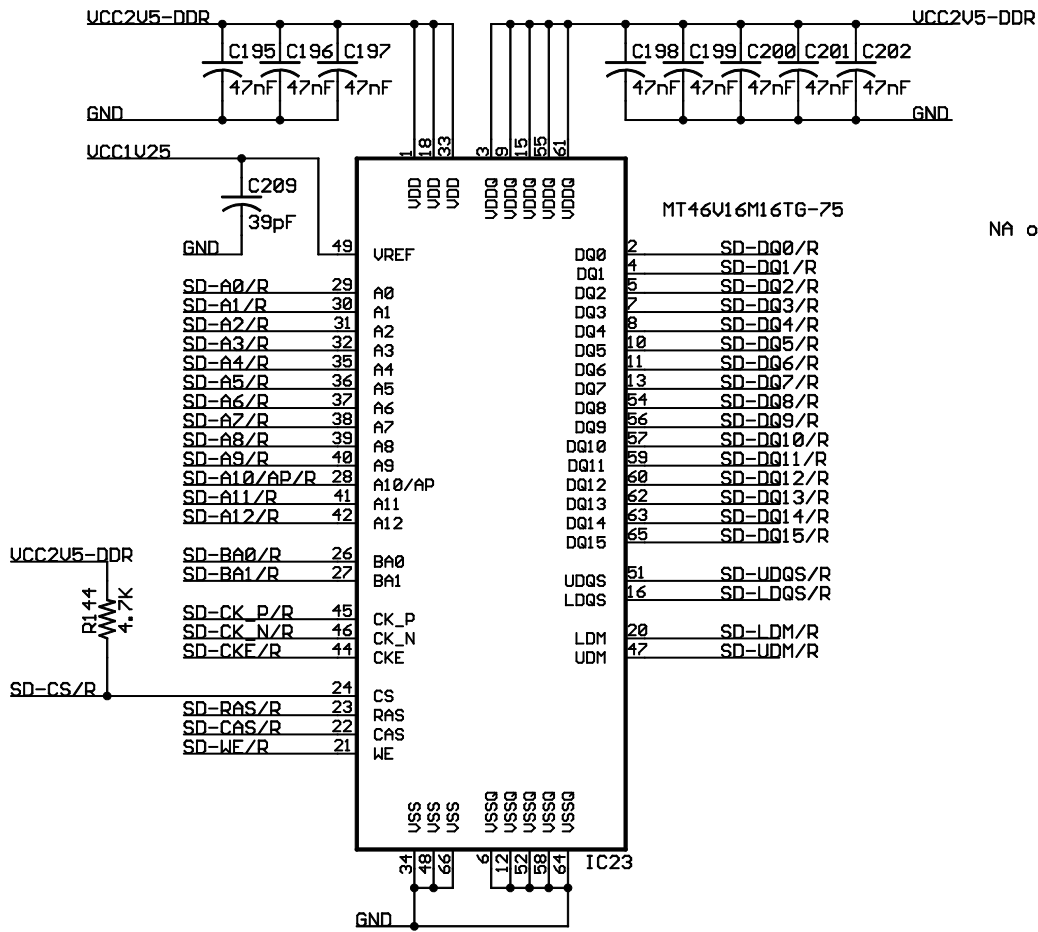 VCC2V5-DDR VCC2V5-DDR
C195 C196 C197 C198 C199 C200 C201 C202
47nF 47nF 47nF 47nF 47nF 47nF 47nF 47nF
GND GND
1 18 33 3 9 15 55 61
VCC1V25
C209
39pF
VDD VDD VDD VDDQ VDDQ VDDQ VDDQ VDDQ
MT46V16M16TG-75
NA o
GND 49 VREF DQ0 2 SD-DQ0/R
DQ1 4 SD-DQ1/R
SD-A0/R 29 A0 DQ2 5 SD-DQ2/R
SD-A1/R 30 A1 DQ3 7 SD-DQ3/R
SD-A2/R 31 A2 DQ4 8 SD-DQ4/R
SD-A3/R 32 A3 DQ5 10 SD-DQ5/R
SD-A4/R 35 A4 DQ6 11 SD-DQ6/R
SD-A5/R 36 A5 DQ7 13 SD-DQ7/R
SD-A6/R 37 A6 DQ8 54 SD-DQ8/R
SD-A7/R 38 A7 DQ9 56 SD-DQ9/R
SD-A8/R 39 A8 DQ10 57 SD-DQ10/R
SD-A9/R 40 A9 DQ11 59 SD-DQ11/R
SD-A10/AP/R 28 A10/AP DQ12 60 SD-DQ12/R
SD-A11/R 41 A11 DQ13 62 SD-DQ13/R
SD-A12/R 42 A12 DQ14 63 SD-DQ14/R
DQ15 65 SD-DQ15/R
VCC2V5-DDR
SD-BA0/R 26 BA0
SD-BA1/R 27 BA1 UDQS 51 SD-UDQS/R
LDQS 16 SD-LDQS/R
R144
4.7K
SD-CK_P/R 45 CK_P
SD-CK_N/R 46 CK_N LDM 20 SD-LDM/R
SD-CKE/R 44 CKE UDM 47 SD-UDM/R
SD-CS/R 24 CS
SD-RAS/R 23 RAS
SD-CAS/R 22 CAS
SD-WE/R 21 WE
VSS VSS VSS VSSQ VSSQ VSSQ VSSQ VSSQ
34 48 66 6 12 52 58 64
IC23
GND